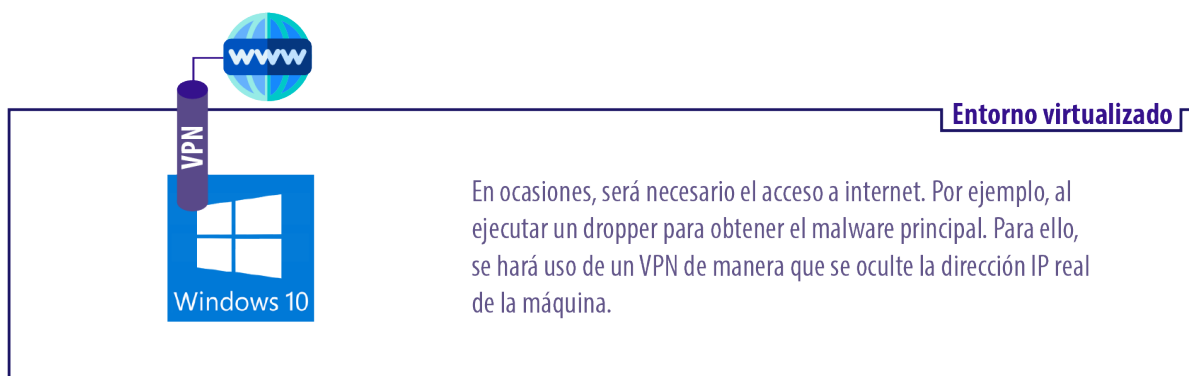 www
Entorno virtualizado
VPN
Windows 10
En ocasiones, será necesario el acceso a internet. Por ejemplo, al
ejecutar un dropper para obtener el malware principal. Para ello,
se hará uso de un VPN de manera que se oculte la dirección IP real
de la máquina.